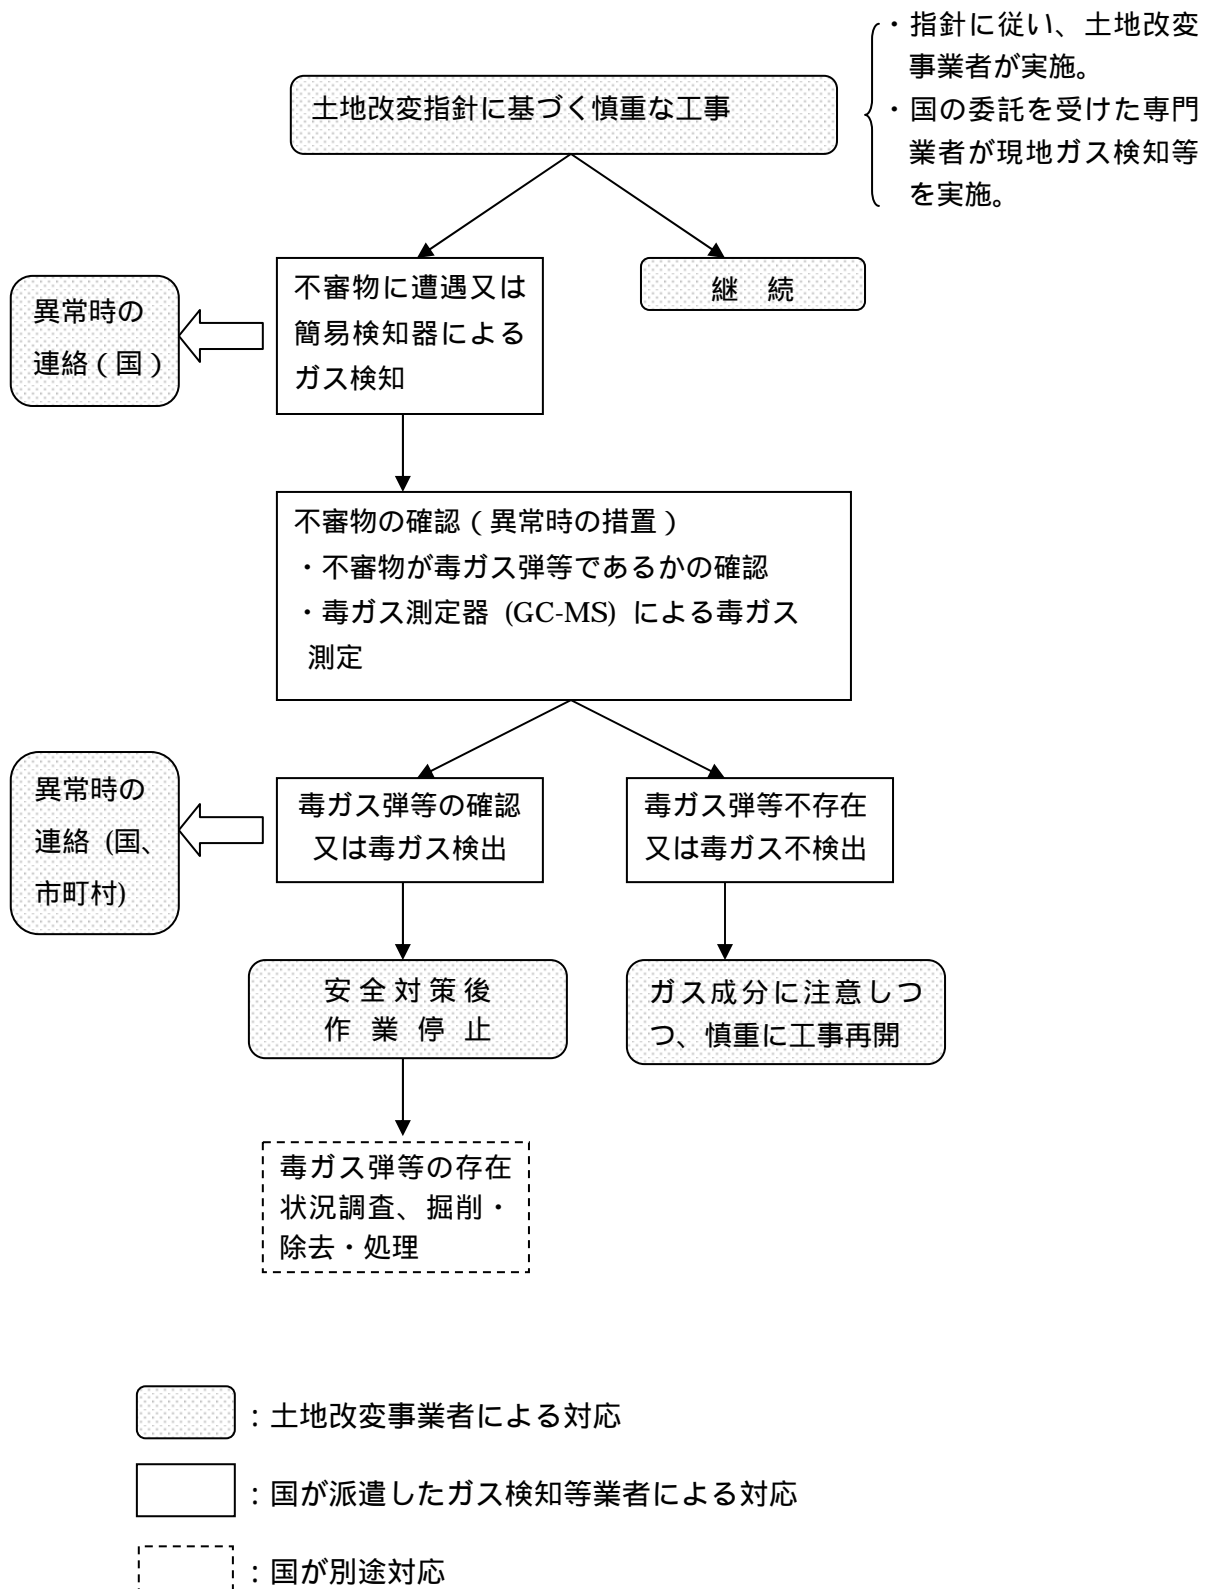 ・指針に従い、土地改変
事業者が実施。
・国の委託を受けた専門
業者が現地ガス検知等
を実施。
土地改変指針に基づく慎重な工事
異常時の
連絡(国)
不審物に遭遇又は
簡易検知器による
ガス検知
継 続
不審物の確認(異常時の措置)
・不審物が毒ガス弾等であるかの確認
・毒ガス測定器 (GC-MS) による毒ガス
測定
異常時の
連絡 (国、
市町村)
毒ガス弾等の確認
又は毒ガス検出
毒ガス弾等不存在
又は毒ガス不検出
安全対策後
作業停止
ガス成分に注意しつ
つ、慎重に工事再開
毒ガス弾等の存在
状況調査、掘削・
除去・処理
:土地改変事業者による対応
:国が派遣したガス検知等業者による対応
:国が別途対応